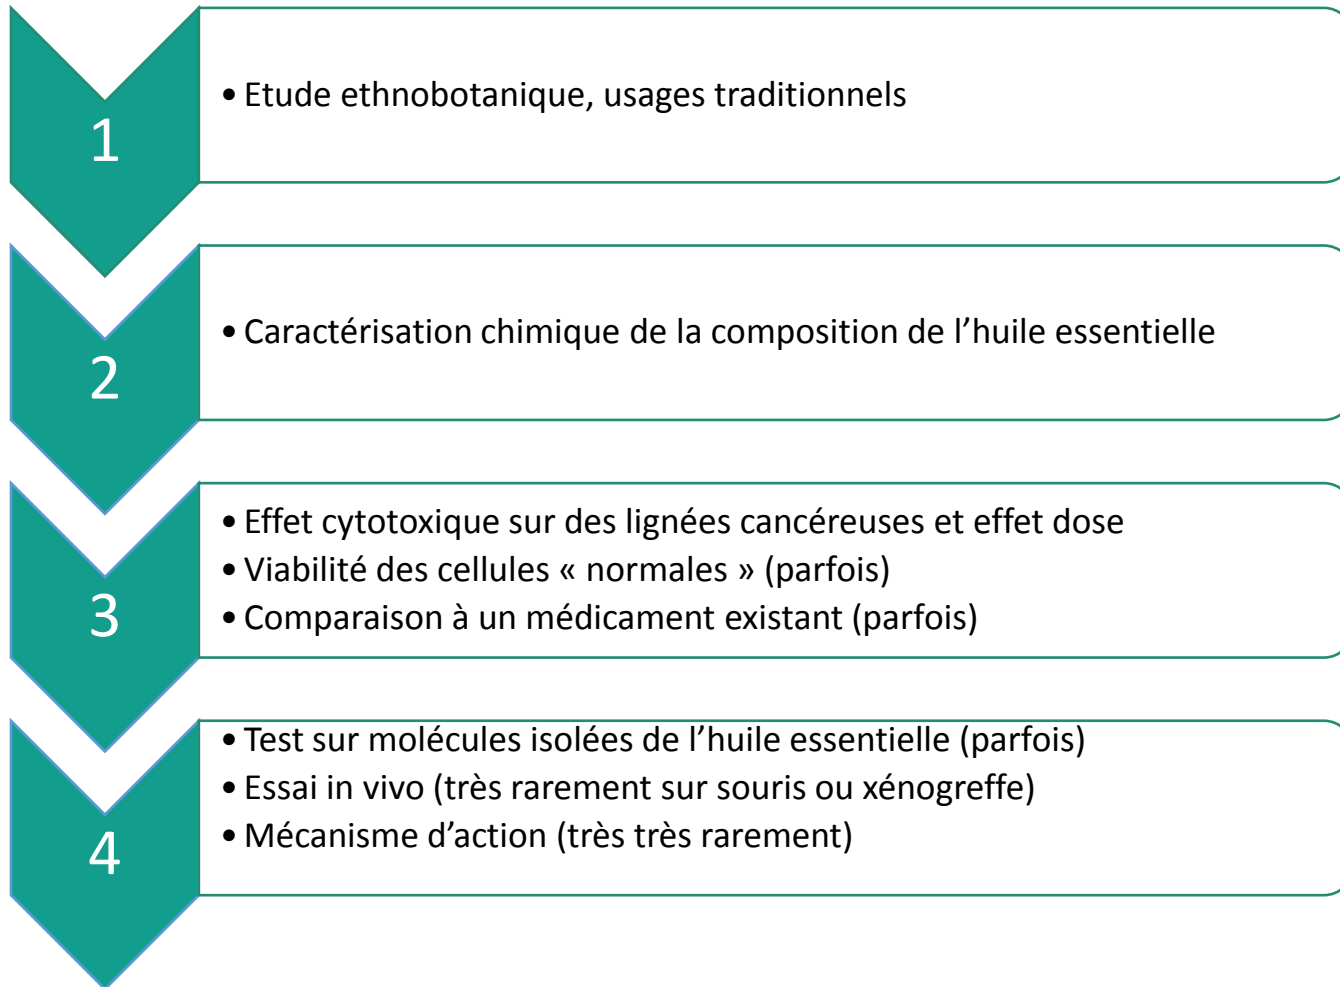 1
• Etude ethnobotanique, usages traditionnels
2
• Caractérisation chimique de la composition de l’huile essentielle
3
• Effet cytotoxique sur des lignées cancéreuses et effet dose
• Viabilité des cellules « normales » (parfois)
• Comparaison à un médicament existant (parfois)
4
• Test sur molécules isolées de l’huile essentielle (parfois)
• Essai in vivo (très rarement sur souris ou xénogreffe)
• Mécanisme d’action (très très rarement)